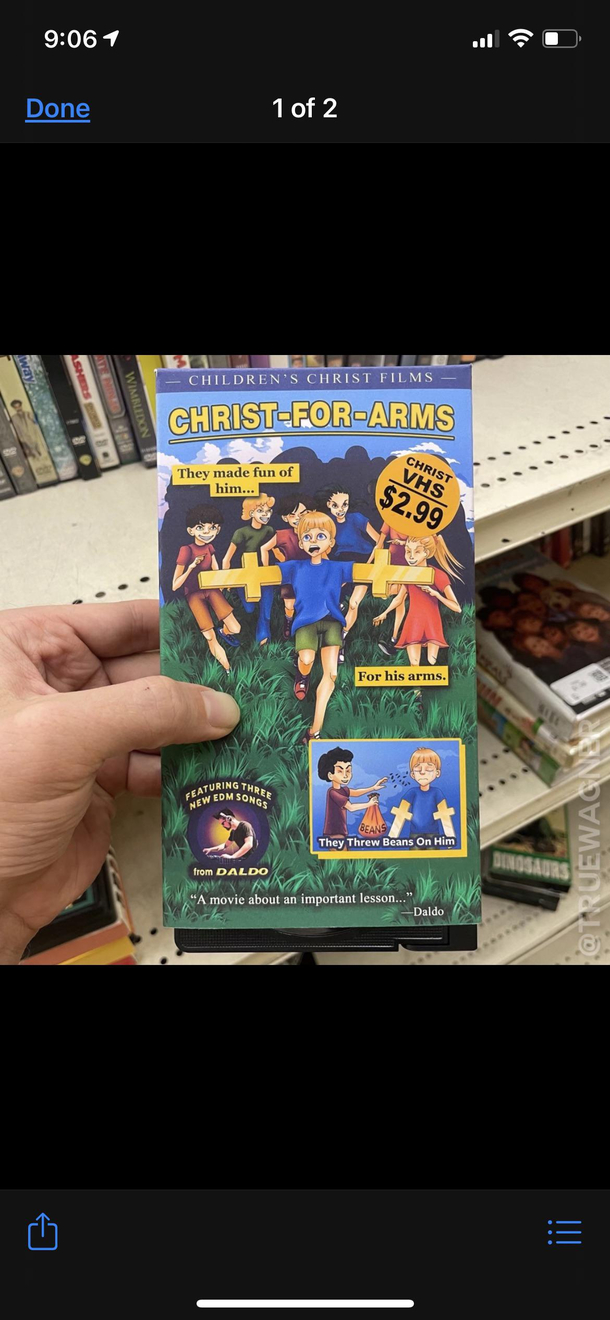 9:06
Done
1 of 2
CHILDREN'S CHRIST FILMS
CHRIST-FOR-ARMS
They made fun of
him...
CHRIST
VHS
$2.99
For his arms.
FEATURING THREE
NEW EDM SONGS
from DALDO
BEANS
They Threw Beans On Him
"A movie about an important lesson..."
—Daldo
WIMBLEDON
DINOSAURS
@TRUEWAGNER